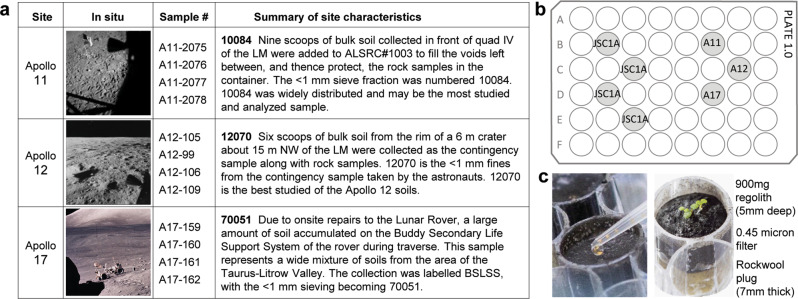 a
Site In situ Sample # Summary of site characteristics
Apollo 11
A11-2075
A11-2076
A11-2077
A11-2078
10084 Nine scoops of bulk soil collected in front of quad IV
of the LM were added to ALSRC#1003 to fill the voids left
between, and thence protect, the rock samples in the
container. The <1 mm sieve fraction was numbered 10084.
10084 was widely distributed and may be the most studied
and analyzed sample.
Apollo 12
A12-105
A12-99
A12-106
A12-109
12070 Six scoops of bulk soil from the rim of a 6 m crater
about 15 m NW of the LM were collected as the contingency
sample along with rock samples. 12070 is the <1 mm fines
from the contingency sample taken by the astronauts. 12070
is the best studied of the Apollo 12 soils.
Apollo 17
A17-159
A17-160
A17-161
A17-162
70051 Due to onsite repairs to the Lunar Rover, a large
amount of soil accumulated on the Buddy Secondary Life
Support System of the rover during traverse. This sample
represents a wide mixture of soils from the area of the
Taurus-Litrow Valley. The collection was labelled BSLSS,
with the <1 mm sieving becoming 70051.
b
PLATE 1.0
A
B JSC1A A11
C JSC1A A12
D JSC1A A17
E JSC1A
F
c
900mg
regolith
(5mm deep)
0.45 micron
filter
Rockwool
plug
(7mm thick)